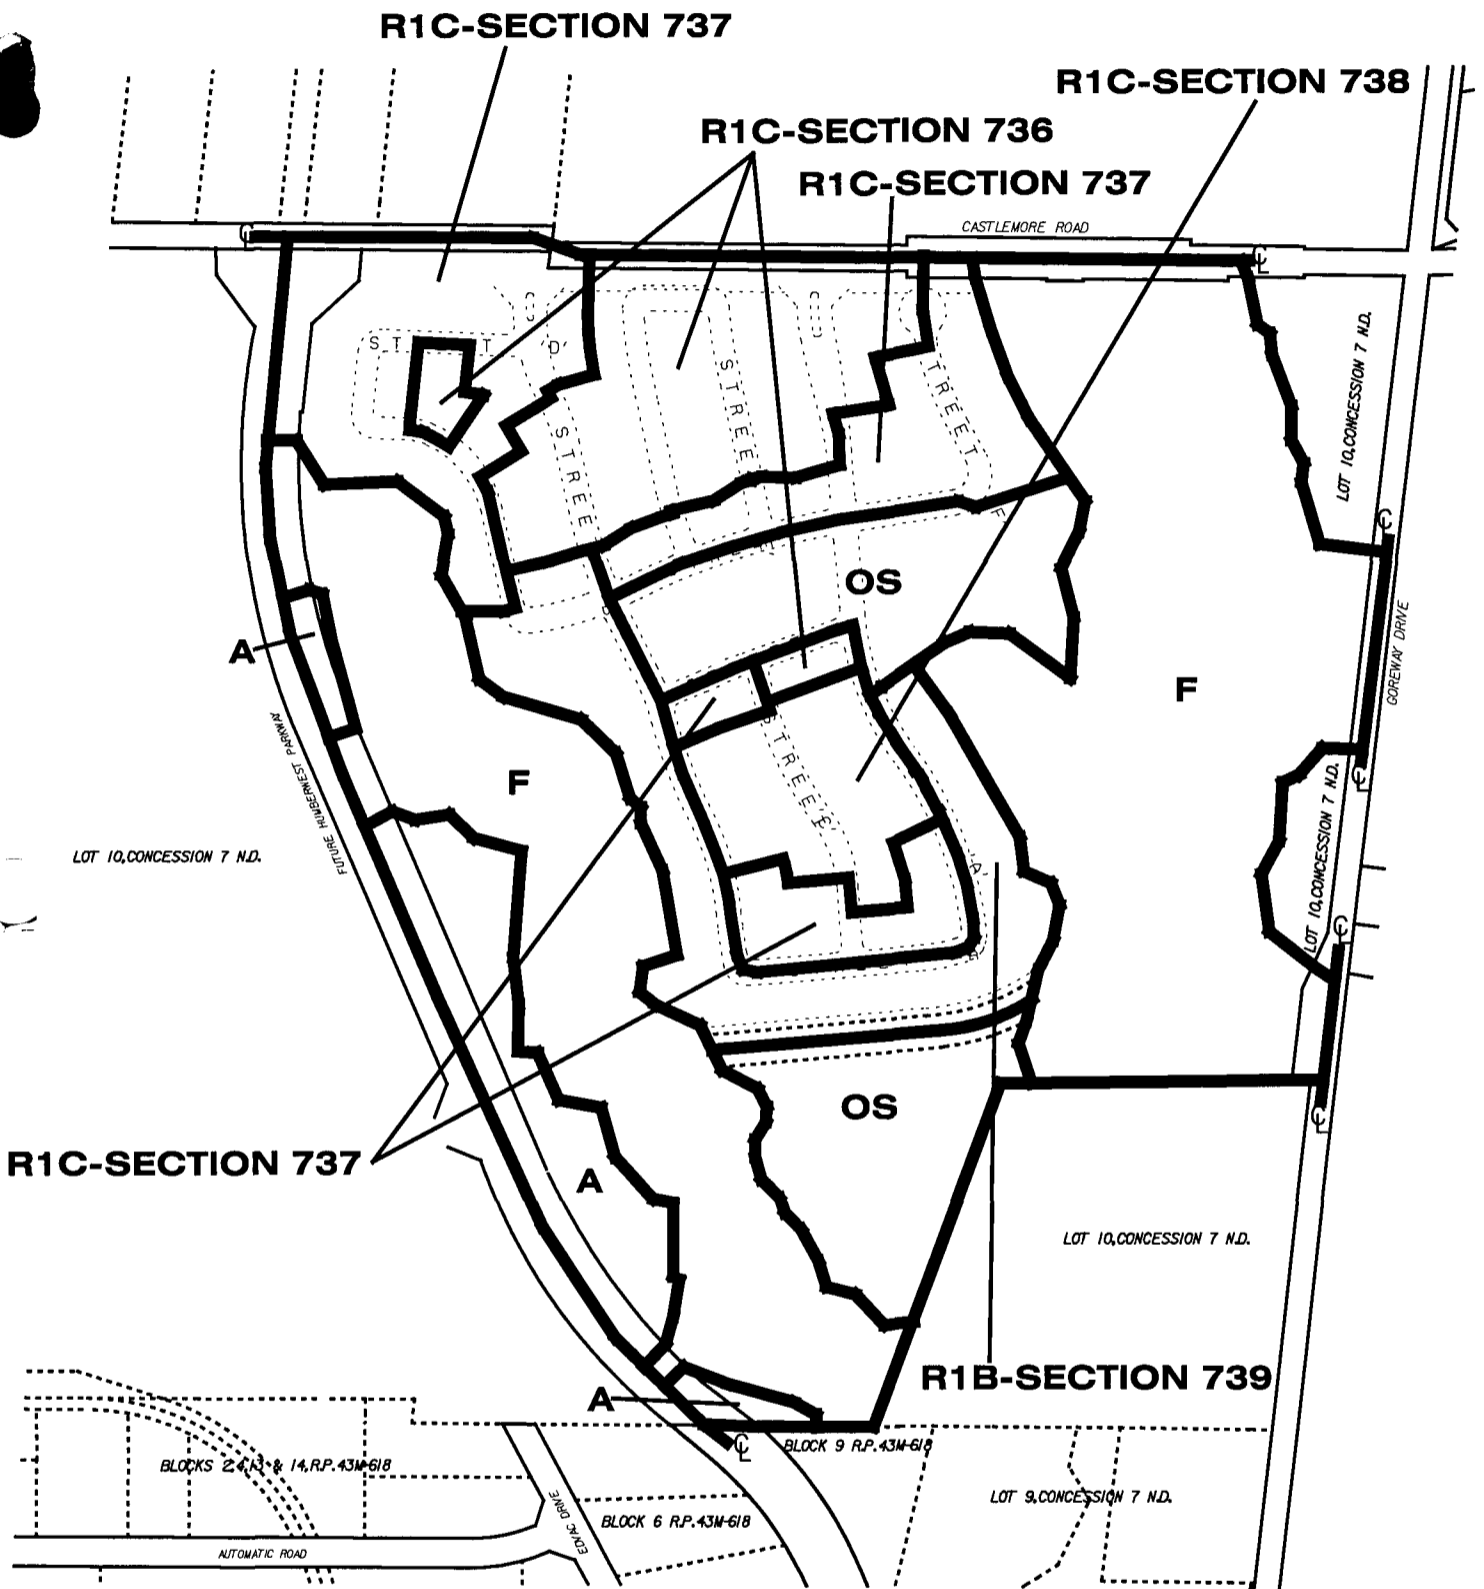 R1C-SECTION 737
R1C-SECTION 738
R1C-SECTION 736
R1C-SECTION 737
CASTLEMORE ROAD
℄
℄
LOT 10,CONCESSION 7 N.D.
'D'
STREET
STREE
STREE
℄
OS
GOREWAY DRIVE
A
F
FUTURE HUMBERWEST PARKWAY
F
STREET 'E'
℄
LOT 10,CONCESSION 7 N.D.
LOT 10,CONCESSION 7 N.D.
'A'
℄
OS
℄
R1C-SECTION 737
A
LOT 10,CONCESSION 7 N.D.
R1B-SECTION 739
A
℄
BLOCK 9 R.P. 43M-618
BLOCKS 2,4,13 & 14,R.P. 43M-618
LOT 9,CONCESSION 7 N.D.
EDVAC DRIVE
BLOCK 6 R.P. 43M-618
AUTOMATIC ROAD